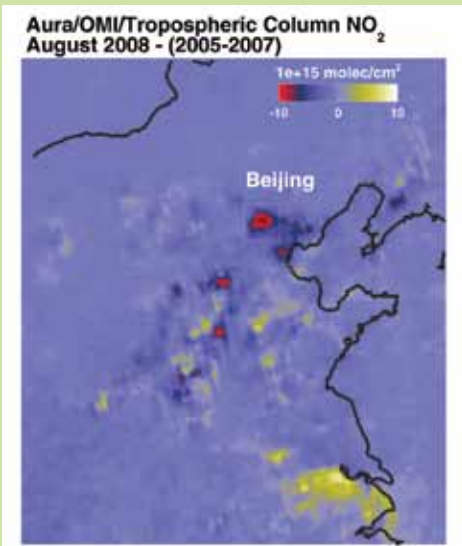 Aura/OMI/Tropospheric Column NO₂
August 2008 - (2005-2007)
1e+15 molec/cm²
-10 0 10
Beijing